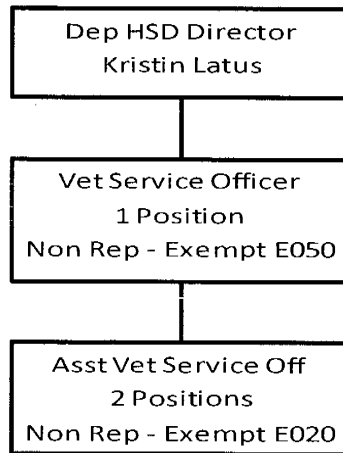 Dep HSD Director
Kristin Latus
Vet Service Officer
1 Position
Non Rep - Exempt E050
Asst Vet Service Off
2 Positions
Non Rep - Exempt E020